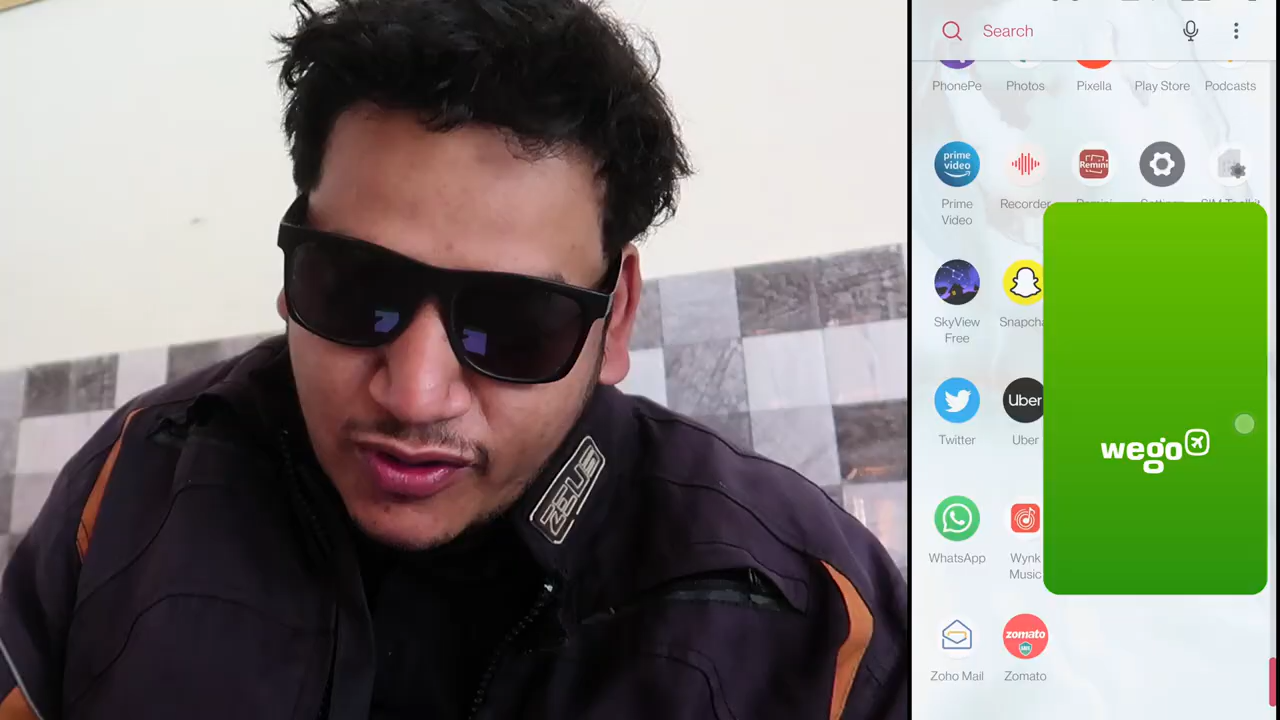 Search
PhonePe Photos Pixella Play Store Podcasts
prime video
Remini
Prime Video
Recorder
SkyView Free
wego
Uber
Twitter Uber
WhatsApp
Wynk Music
zomato
Zoho Mail Zomato
ZEUS